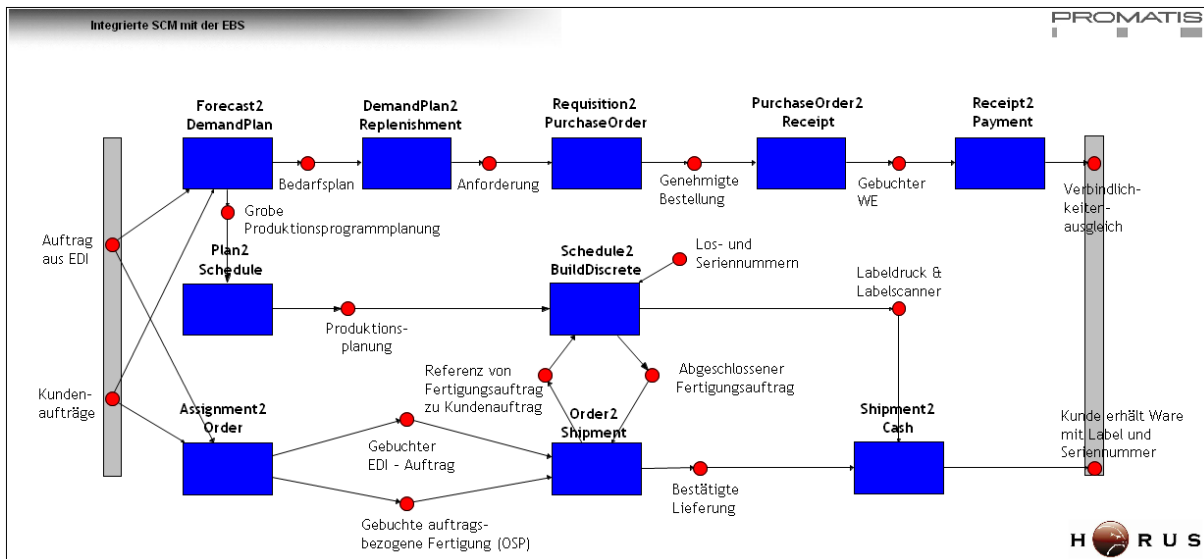 Integrierte SCM mit der EBS
PROMATIS
Forecast2
DemandPlan
DemandPlan2
Replenishment
Requisition2
PurchaseOrder
PurchaseOrder2
Receipt
Receipt2
Payment
Bedarfsplan
Anforderung
Genehmigte
Bestellung
Gebuchter
WE
Verbindlich-
keiter-
ausgleich
Grobe
Produktionsprogrammplanung
Auftrag
aus EDI
Plan2
Schedule
Schedule2
BuildDiscrete
Los- und
Seriennummern
Labeldruck &
Labelscanner
Produktions-
planung
Referenz von
Fertigungsauftrag
zu Kundenauftrag
Abgeschlossener
Fertigungsauftrag
Kunden-
aufträge
Assignment2
Order
Order2
Shipment
Shipment2
Cash
Kunde erhält Ware
mit Label und
Seriennummer
Gebuchter
EDI - Auftrag
Bestätigte
Lieferung
Gebuchte auftrags-
bezogene Fertigung (OSP)
HORUS